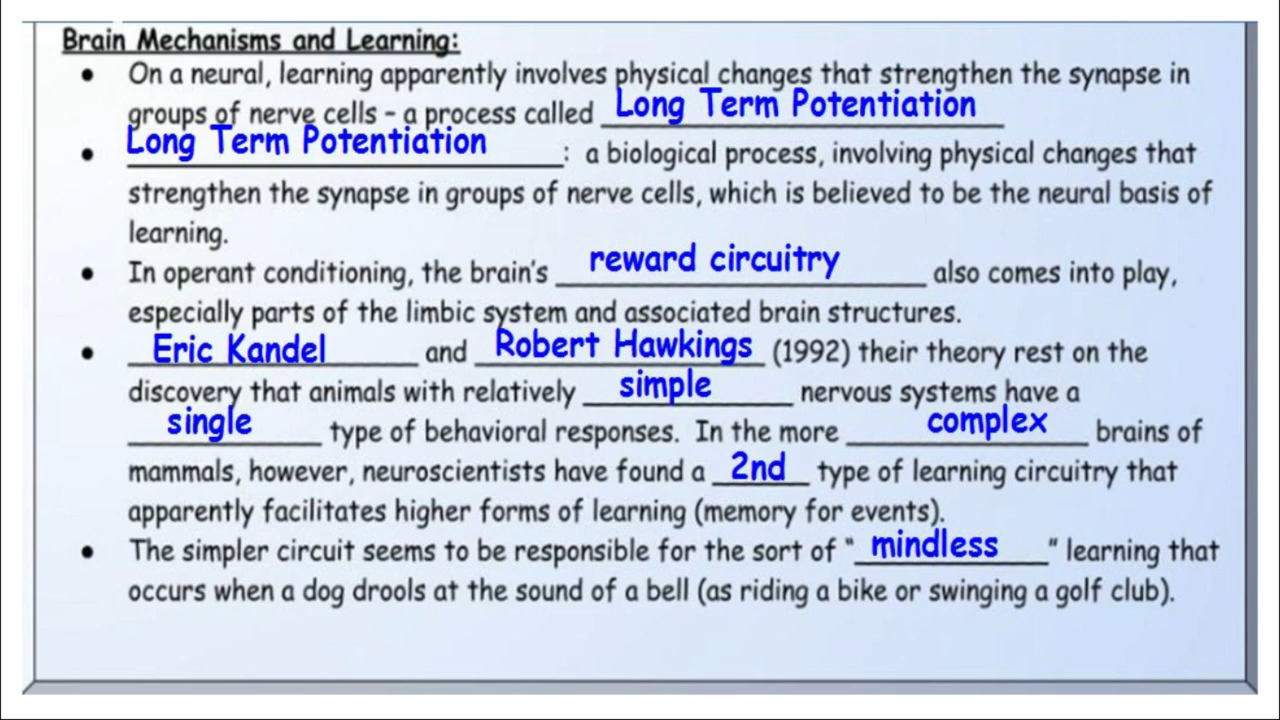 Brain Mechanisms and Learning:
• On a neural, learning apparently involves physical changes that strengthen the synapse in
groups of nerve cells – a process called Long Term Potentiation
• Long Term Potentiation: a biological process, involving physical changes that
strengthen the synapse in groups of nerve cells, which is believed to be the neural basis of
learning.
• In operant conditioning, the brain's reward circuitry also comes into play,
especially parts of the limbic system and associated brain structures.
• Eric Kandel and Robert Hawkings (1992) their theory rest on the
discovery that animals with relatively simple nervous systems have a
single type of behavioral responses. In the more complex brains of
mammals, however, neuroscientists have found a 2nd type of learning circuitry that
apparently facilitates higher forms of learning (memory for events).
• The simpler circuit seems to be responsible for the sort of "mindless" learning that
occurs when a dog drools at the sound of a bell (as riding a bike or swinging a golf club).